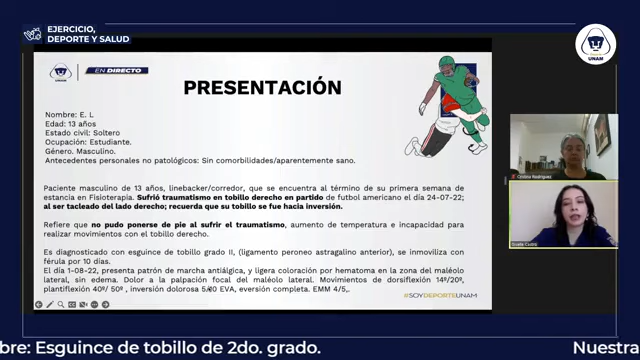 EJERCICIO,
DEPORTE Y SALUD
UNAM
EN DIRECTO
PRESENTACIÓN
UNAM
Nombre: E. L
Edad: 13 años
Estado civil: Soltero
Ocupación: Estudiante.
Género. Masculino.
Antecedentes personales no patológicos: Sin comorbilidades/aparentemente sano.
Paciente masculino de 13 años, linebacker/corredor, que se encuentra al término de su primera semana de
estancia en Fisioterapia. Sufrió traumatismo en tobillo derecho en partido de futbol americano el día 24-07-22;
al ser tacleado del lado derecho; recuerda que su tobillo se fue hacia inversión.
Refiere que no pudo ponerse de pie al sufrir el traumatismo, aumento de temperatura e incapacidad para
realizar movimientos con el tobillo derecho.
Es diagnosticado con esguince de tobillo grado II, (ligamento peroneo astragalino anterior), se inmoviliza con
férula por 10 días.
El día 1-08-22, presenta patrón de marcha antiálgica, y ligera coloración por hematoma en la zona del maléolo
lateral, sin edema. Dolor a la palpación focal del maléolo lateral. Movimientos de dorsiflexión 14º/20º,
plantiflexión 40º/ 50º , inversión dolorosa 5/10 EVA, eversión completa. EMM 4/5,.
#SOYDEPORTEUNAM
Cristina Rodríguez
Gisela Castro
bre: Esguince de tobillo de 2do. grado.
Nuestra